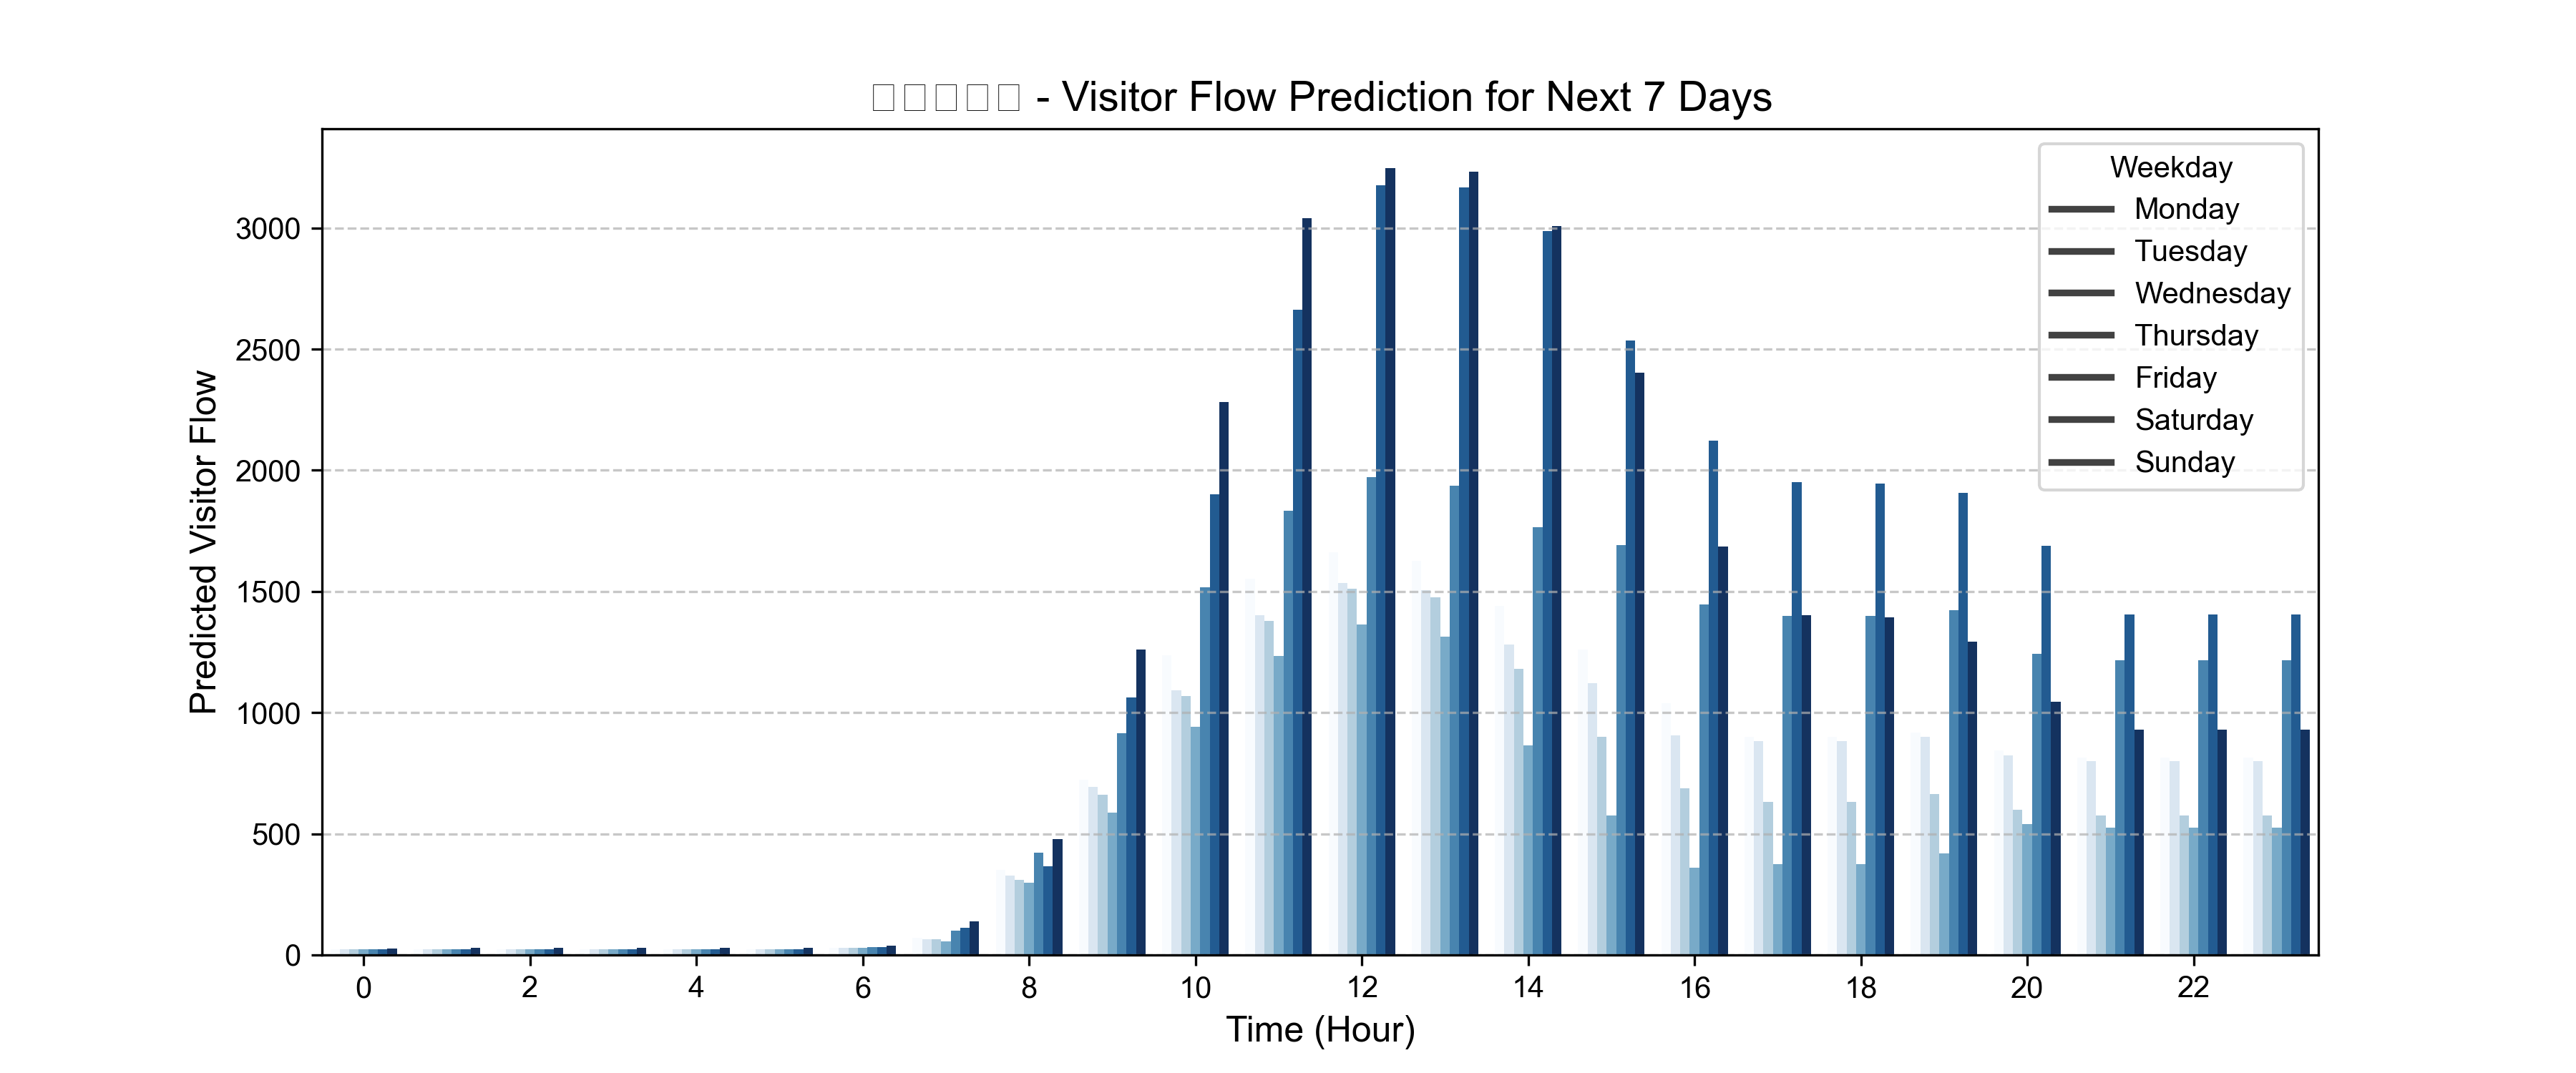 - Visitor Flow Prediction for Next 7 Days
Weekday
Monday
Tuesday
Wednesday
Thursday
Friday
Saturday
Sunday
Predicted Visitor Flow
3000
2500
2000
1500
1000
500
0
0 2 4 6 8 10 12 14 16 18 20 22
Time (Hour)